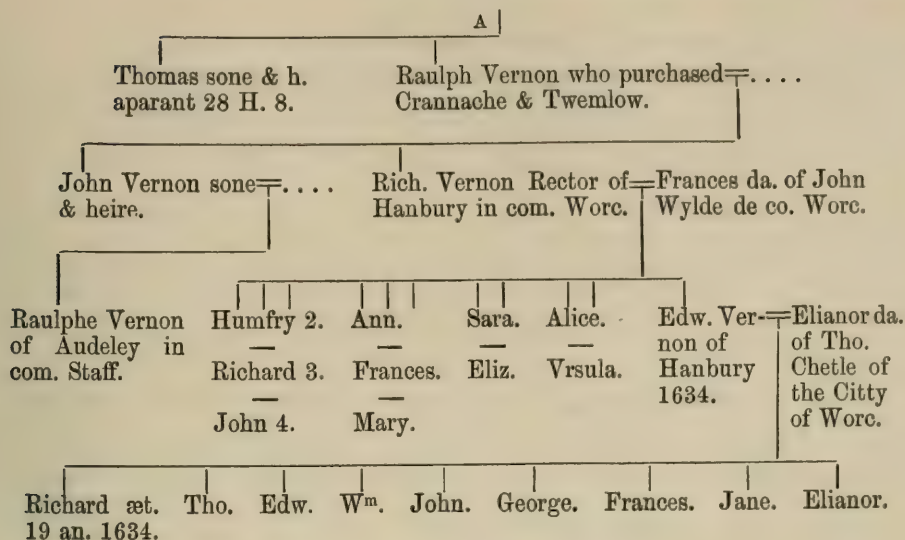 A
Thomas sone & h.
aparant 28 H. 8.
Raulph Vernon who purchased
Crannache & Twemlow.
. . . .
John Vernon sone
& heire.
. . . .
Rich. Vernon Rector of
Hanbury in com. Worc.
Frances da. of John
Wylde de co. Worc.
Raulphe Vernon
of Audeley in
com. Staff.
Humfry 2.
—
Richard 3.
—
John 4.
Ann.
—
Frances.
—
Mary.
Sara.
—
Eliz.
Alice.
—
Vrsula.
Edw. Ver-
non of
Hanbury
1634.
Elianor da.
of Tho.
Chetle of
the Citty
of Worc.
Richard æt.
19 an. 1634.
Tho.
Edw.
Wᵐ.
John.
George.
Frances.
Jane.
Elianor.